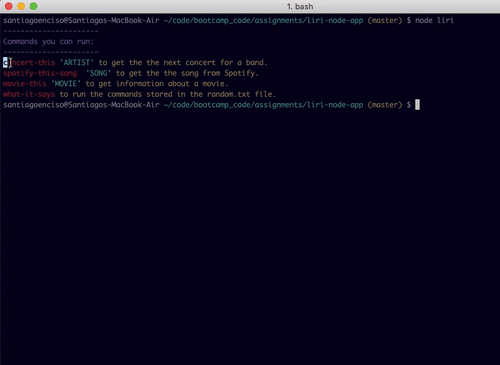 1. bash
santiagoenciso@Santiagos-MacBook-Air ~/code/bootcamp_code/assignments/liri-node-app (master) $ node liri
----------------------
Commands you can run:
----------------------
concert-this 'ARTIST' to get the the next concert for a band.
spotify-this-song  'SONG' to get the the song from Spotify.
movie-this 'MOVIE' to get information about a movie.
what-it-says to run the commands stored in the random.txt file.
santiagoenciso@Santiagos-MacBook-Air ~/code/bootcamp_code/assignments/liri-node-app (master) $